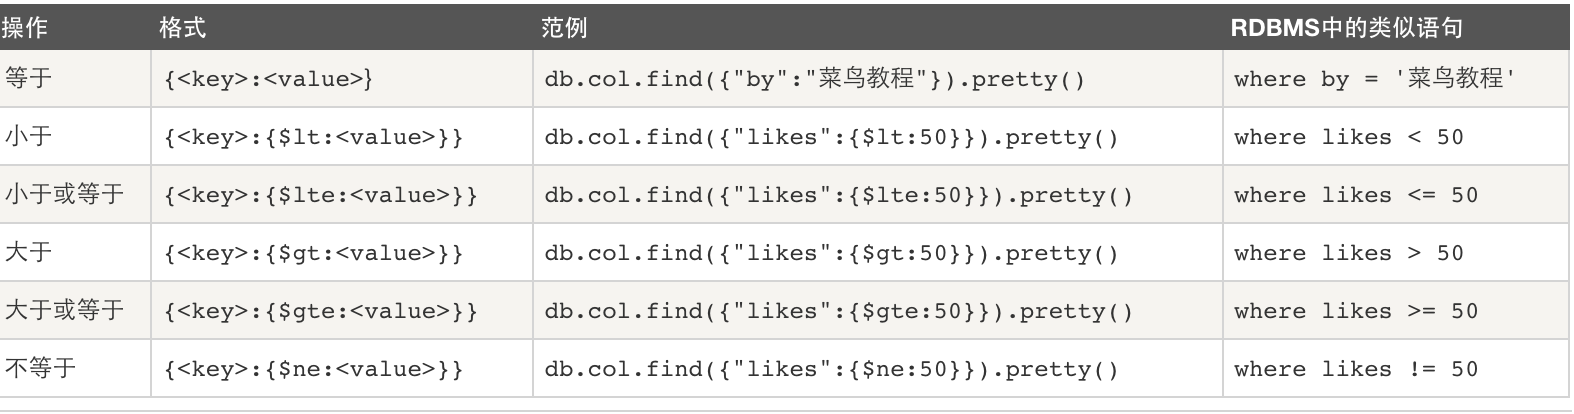 操作 格式 范例 RDBMS中的类似语句
等于 {<key>:<value>} db.col.find({"by":"菜鸟教程"}).pretty() where by = '菜鸟教程'
小于 {<key>:{$lt:<value>}} db.col.find({"likes":{$lt:50}}).pretty() where likes < 50
小于或等于 {<key>:{$lte:<value>}} db.col.find({"likes":{$lte:50}}).pretty() where likes <= 50
大于 {<key>:{$gt:<value>}} db.col.find({"likes":{$gt:50}}).pretty() where likes > 50
大于或等于 {<key>:{$gte:<value>}} db.col.find({"likes":{$gte:50}}).pretty() where likes >= 50
不等于 {<key>:{$ne:<value>}} db.col.find({"likes":{$ne:50}}).pretty() where likes != 50